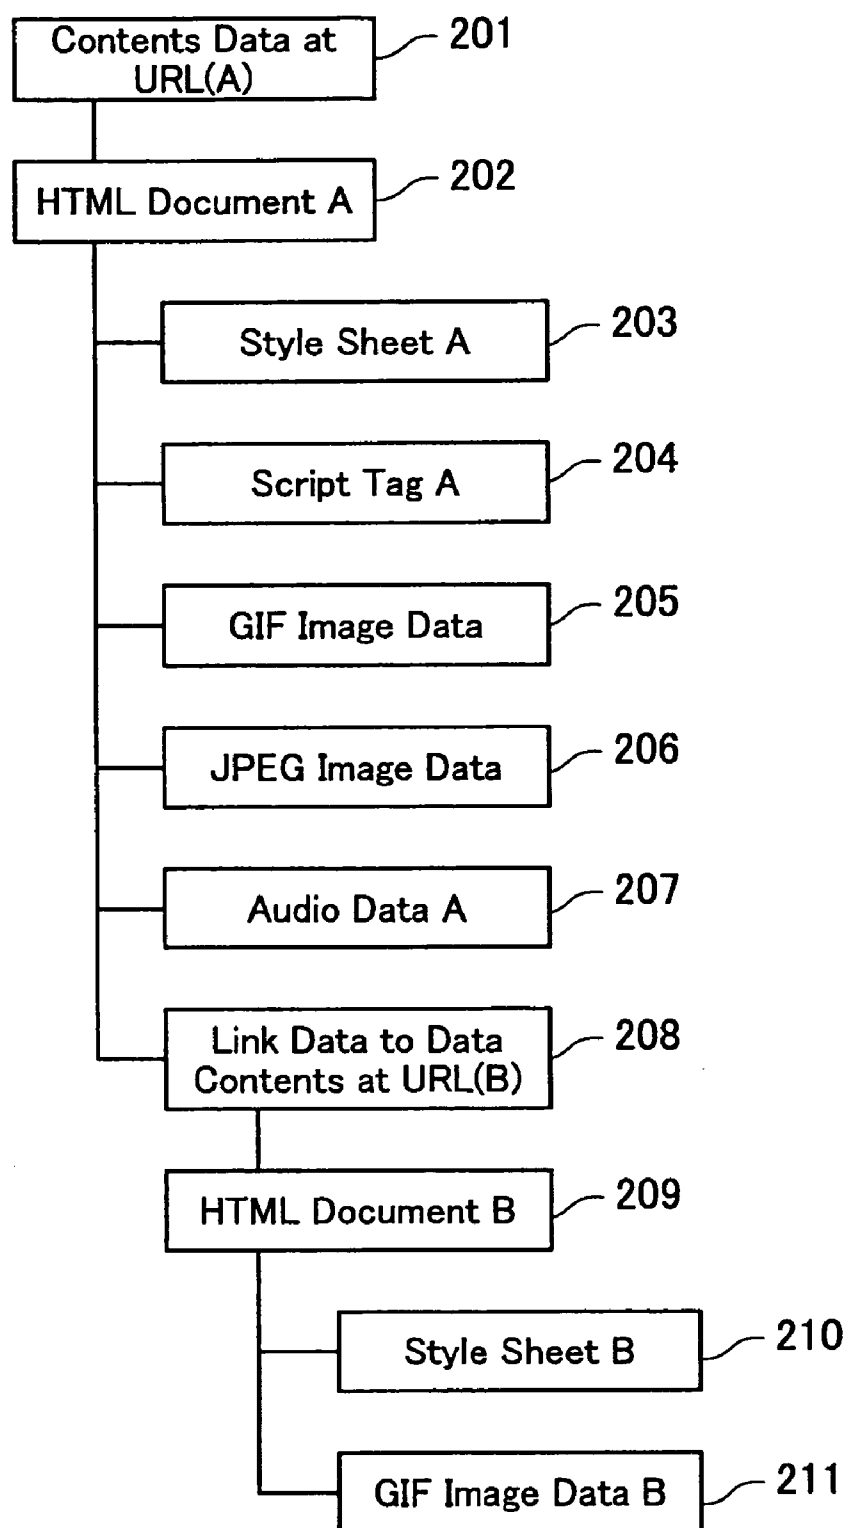 Contents Data at
URL(A)
201
HTML Document A
202
Style Sheet A
203
Script Tag A
204
GIF Image Data
205
JPEG Image Data
206
Audio Data A
207
Link Data to Data
Contents at URL(B)
208
HTML Document B
209
Style Sheet B
210
GIF Image Data B
211